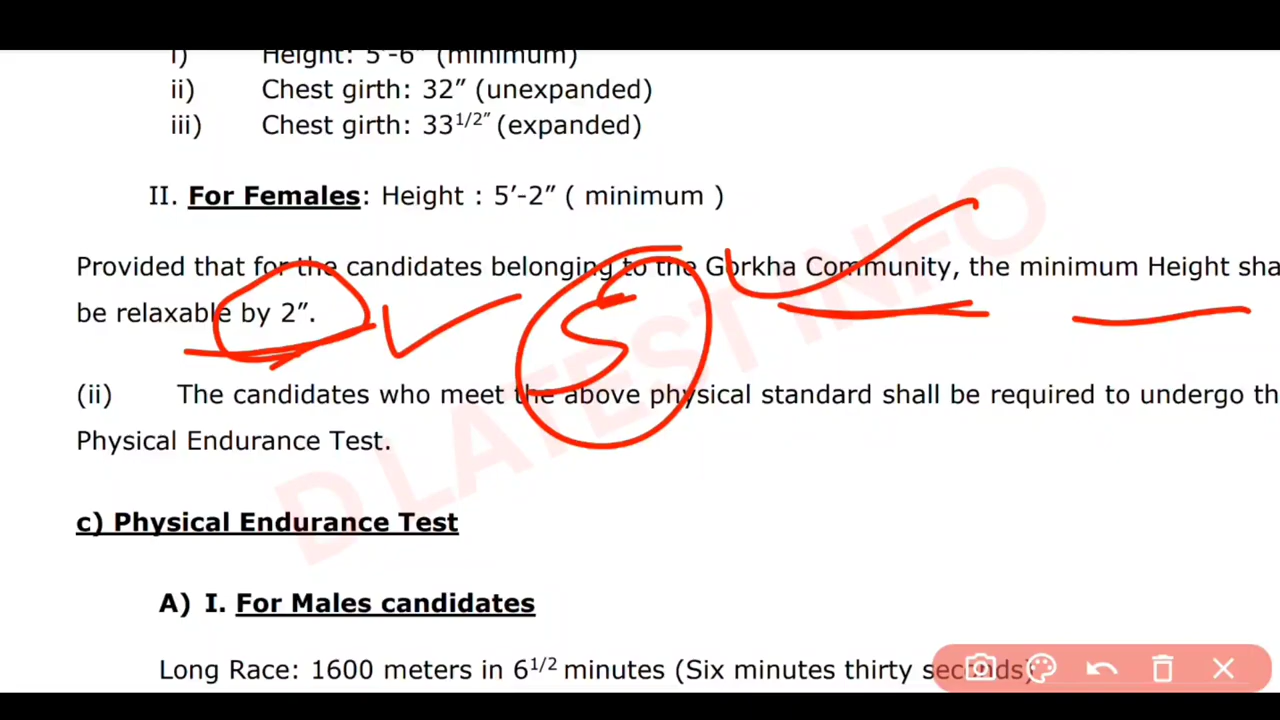 i) Height: 5'-6" (minimum)
ii) Chest girth: 32” (unexpanded)
iii) Chest girth: 33 1/2” (expanded)
II. For Females: Height : 5’-2” ( minimum )
Provided that for the candidates belonging to the Gorkha Community, the minimum Height sha
be relaxable by 2”.
5
(ii) The candidates who meet the above physical standard shall be required to undergo th
Physical Endurance Test.
c) Physical Endurance Test
A) I. For Males candidates
Long Race: 1600 meters in 6 1/2 minutes (Six minutes thirty seconds)
D LATEST INFO